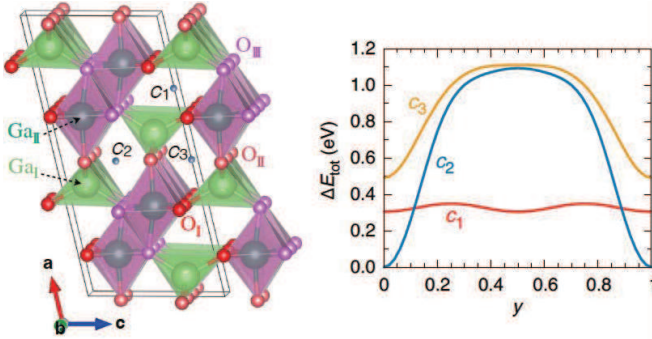 O_III
c_1
Ga_II
c_2
c_3
O_II
Ga_I
O_I
a
b
c
ΔE_tot (eV)
1.2
1.0
0.8
0.6
0.4
0.2
0.0
c_3
c_2
c_1
0 0.2 0.4 0.6 0.8 1
y